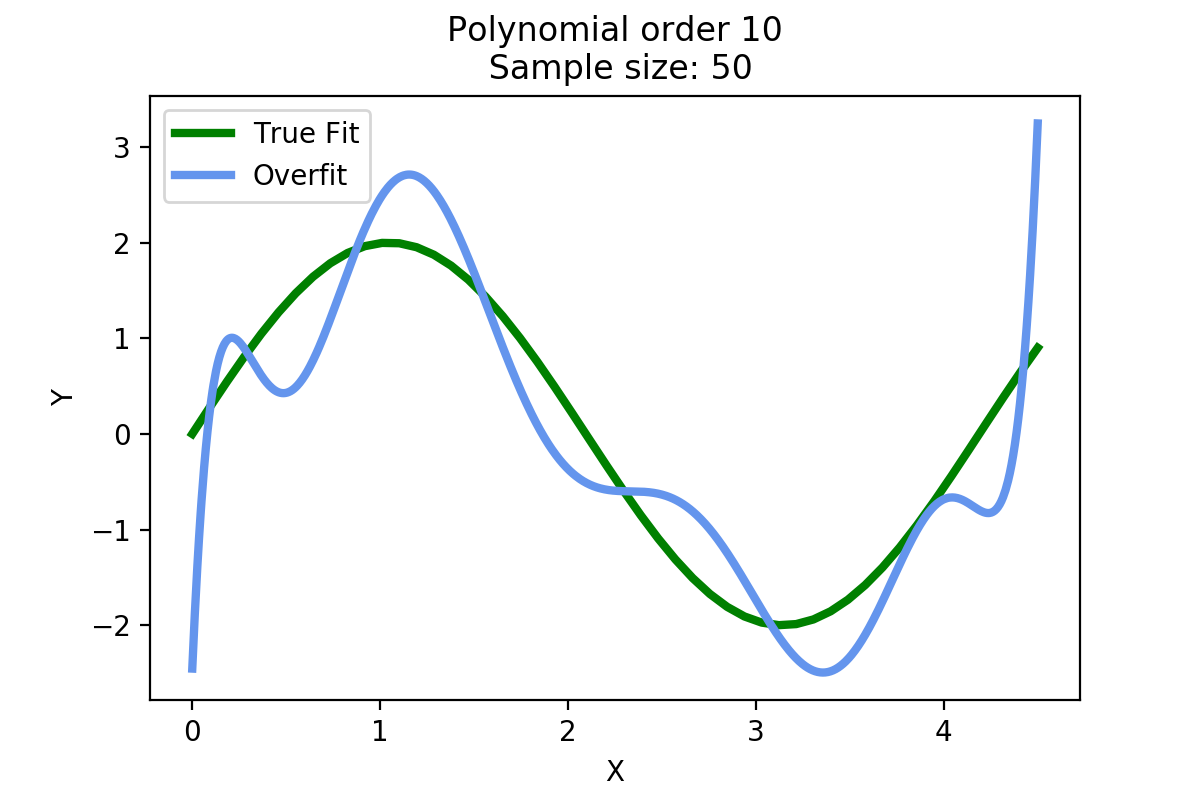 Polynomial order 10
Sample size: 50
True Fit
Overfit
3
2
1
0
−1
−2
Y
0 1 2 3 4
X